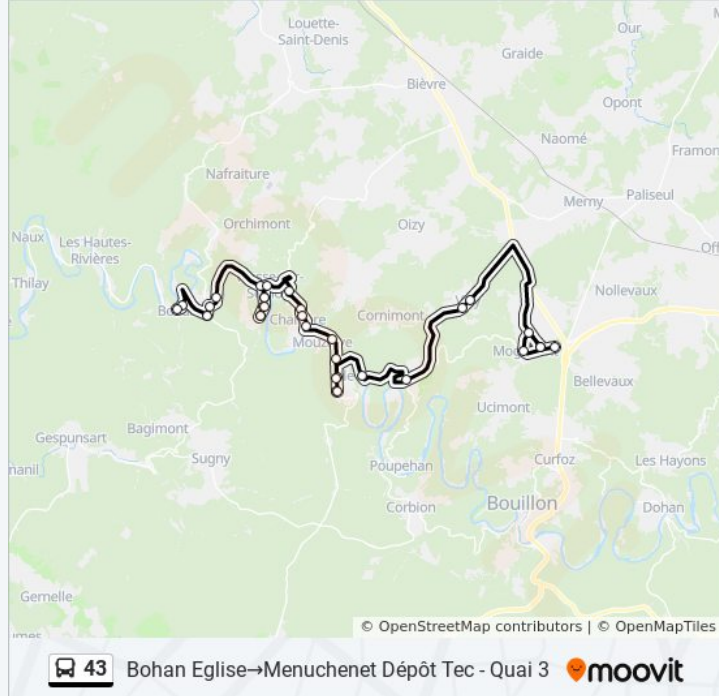 Louette-
Saint-Denis
Our
Graide
Bièvre
Opont
Naomé
Framon
Nafraiture
Merny
Paliseul
Orchimont
Oizy
Naux
Les Hautes-
Rivières
Off
Thilay
Nollevaux
Cornimont
Bellevaux
Ucimont
Gespunsart
Bagimont
Sugny
Poupehan
Curfoz
Les Hayons
Corbion
Bouillon
Dohan
Gernelle
© OpenStreetMap contributors | © OpenMapTiles
43 Bohan Eglise→Menuchenet Dépôt Tec - Quai 3 moovit